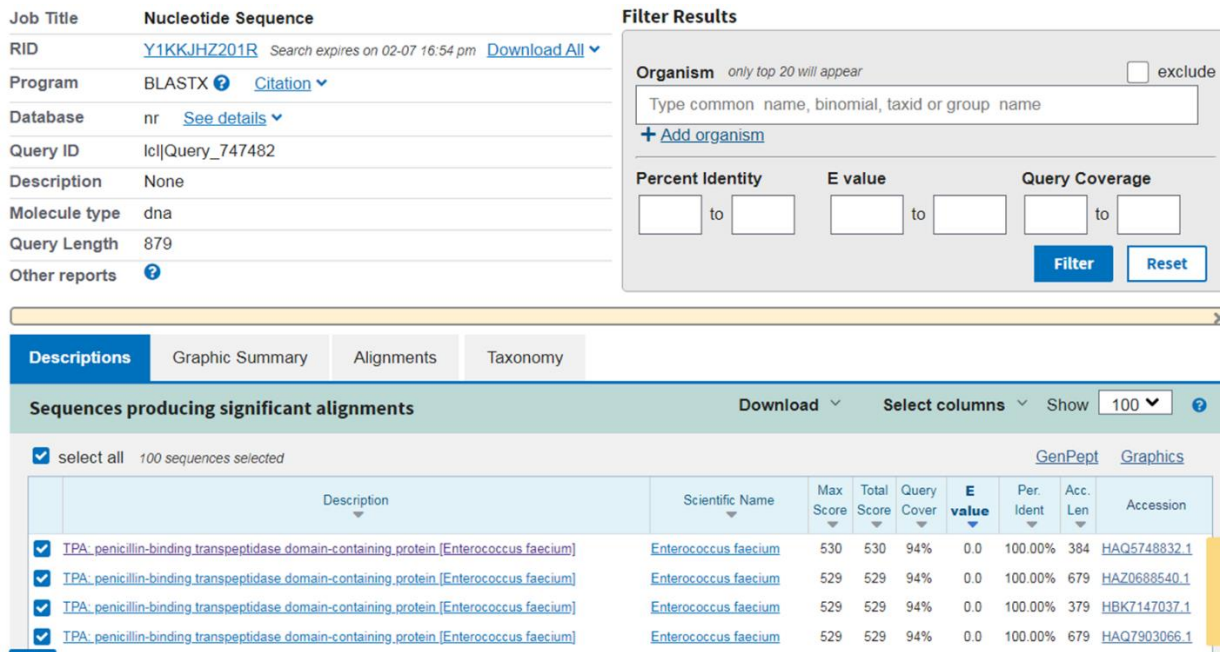 Job Title Nucleotide Sequence
RID Y1KKJHZ201R Search expires on 02-07 16:54 pm Download All
Program BLASTX Citation
Database nr See details
Query ID lcl|Query_747482
Description None
Molecule type dna
Query Length 879
Other reports
Filter Results
Organism only top 20 will appear exclude
Type common name, binomial, taxid or group name
+ Add organism
Percent Identity E value Query Coverage
to to to
Filter Reset
Descriptions Graphic Summary Alignments Taxonomy
Sequences producing significant alignments Download Select columns Show 100
select all 100 sequences selected GenPept Graphics
Description Scientific Name Max Score Total Score Query Cover E value Per. Ident Acc. Len Accession
TPA: penicillin-binding transpeptidase domain-containing protein [Enterococcus faecium] Enterococcus faecium 530 530 94% 0.0 100.00% 384 HAQ5748832.1
TPA: penicillin-binding transpeptidase domain-containing protein [Enterococcus faecium] Enterococcus faecium 529 529 94% 0.0 100.00% 679 HAZ0688540.1
TPA: penicillin-binding transpeptidase domain-containing protein [Enterococcus faecium] Enterococcus faecium 529 529 94% 0.0 100.00% 379 HBK7147037.1
TPA: penicillin-binding transpeptidase domain-containing protein [Enterococcus faecium] Enterococcus faecium 529 529 94% 0.0 100.00% 679 HAQ7903066.1